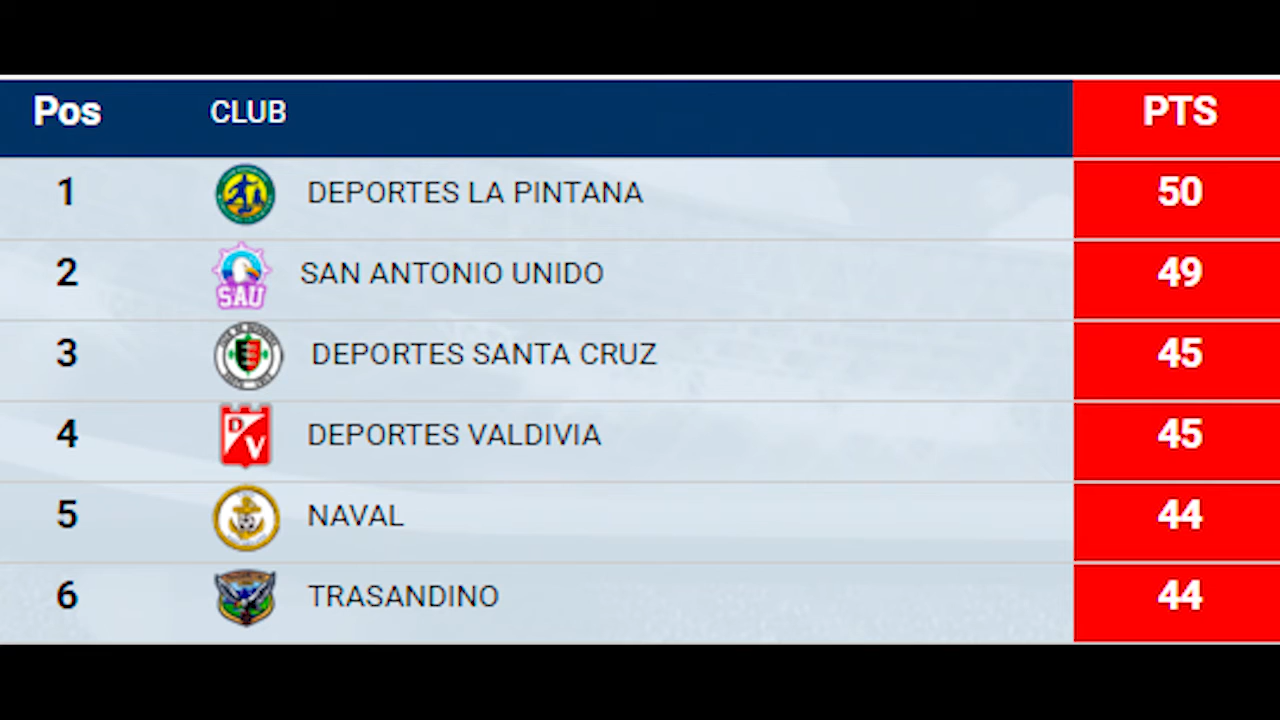 Pos CLUB PTS
1 DEPORTES LA PINTANA 50
2 SAU SAN ANTONIO UNIDO 49
3 DEPORTES SANTA CRUZ 45
4 D V DEPORTES VALDIVIA 45
5 NAVAL 44
6 TRASANDINO 44